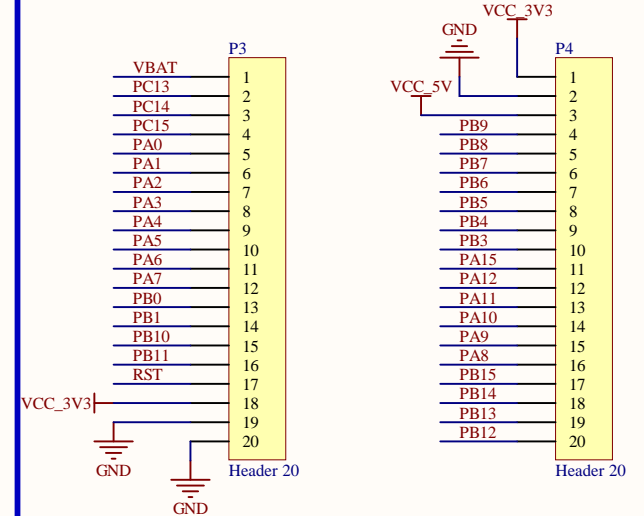 P3
VBAT 1
PC13 2
PC14 3
PC15 4
PA0 5
PA1 6
PA2 7
PA3 8
PA4 9
PA5 10
PA6 11
PA7 12
PB0 13
PB1 14
PB10 15
PB11 16
RST 17
VCC_3V3 18
19
20
GND
GND
Header 20
VCC_3V3
GND
P4
VCC_5V
1
2
3
PB9 4
PB8 5
PB7 6
PB6 7
PB5 8
PB4 9
PB3 10
PA15 11
PA12 12
PA11 13
PA10 14
PA9 15
PA8 16
PB15 17
PB14 18
PB13 19
PB12 20
Header 20